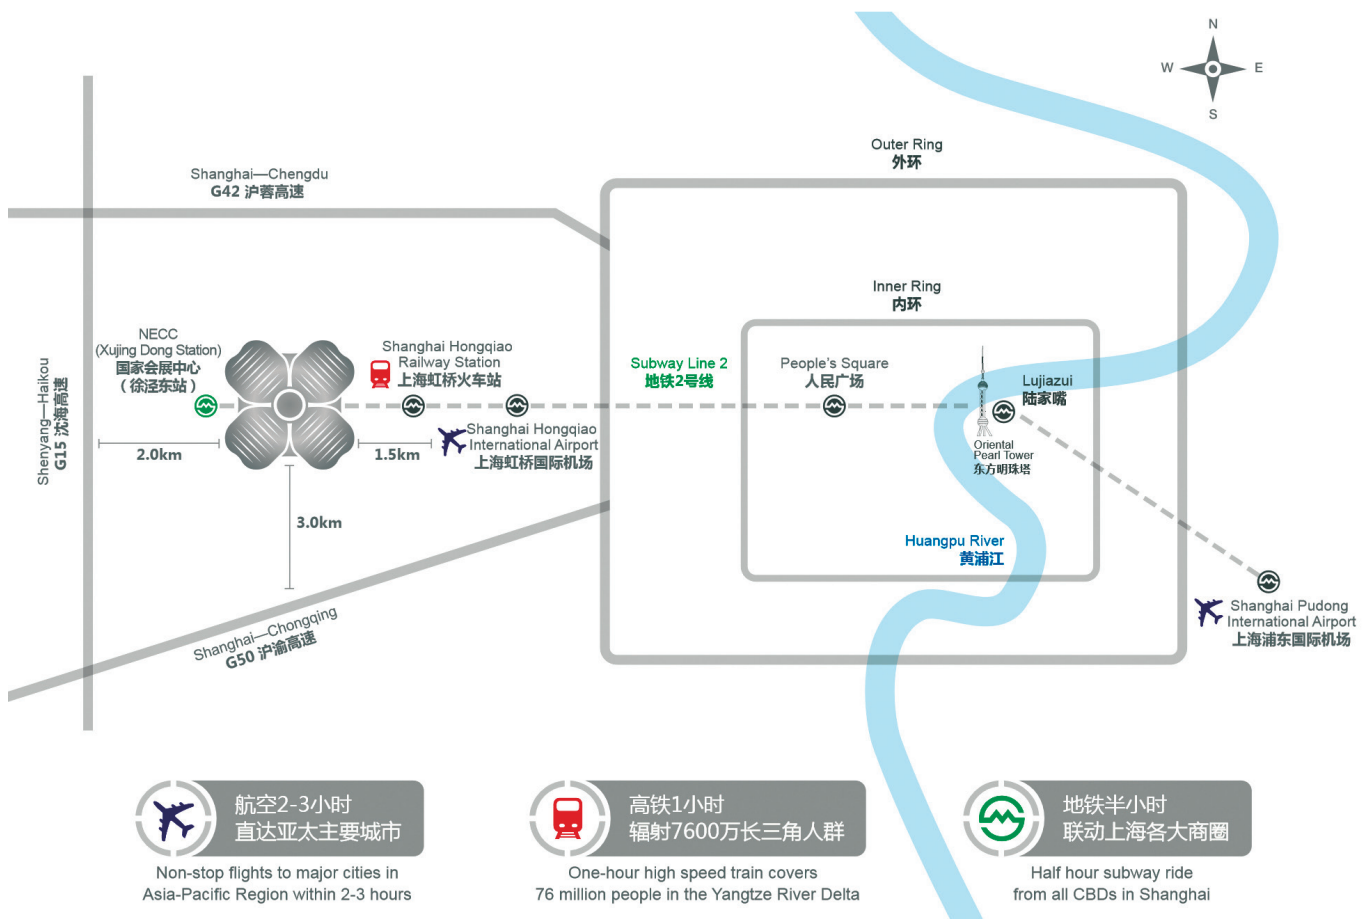 N
W
E
S
Outer Ring
外环
Shanghai—Chengdu
G42 沪蓉高速
Inner Ring
内环
NECC
(Xujing Dong Station)
国家会展中心
（徐泾东站）
Shanghai Hongqiao
Railway Station
上海虹桥火车站
Subway Line 2
地铁2号线
People's Square
人民广场
Lujiazui
陆家嘴
Shenyang—Haikou
G15 沈海高速
2.0km
1.5km
Shanghai Hongqiao
International Airport
上海虹桥国际机场
Oriental
Pearl Tower
东方明珠塔
3.0km
Huangpu River
黄浦江
Shanghai—Chongqing
G50 沪渝高速
Shanghai Pudong
International Airport
上海浦东国际机场
航空2-3小时
直达亚太主要城市
Non-stop flights to major cities in
Asia-Pacific Region within 2-3 hours
高铁1小时
辐射7600万长三角人群
One-hour high speed train covers
76 million people in the Yangtze River Delta
地铁半小时
联动上海各大商圈
Half hour subway ride
from all CBDs in Shanghai